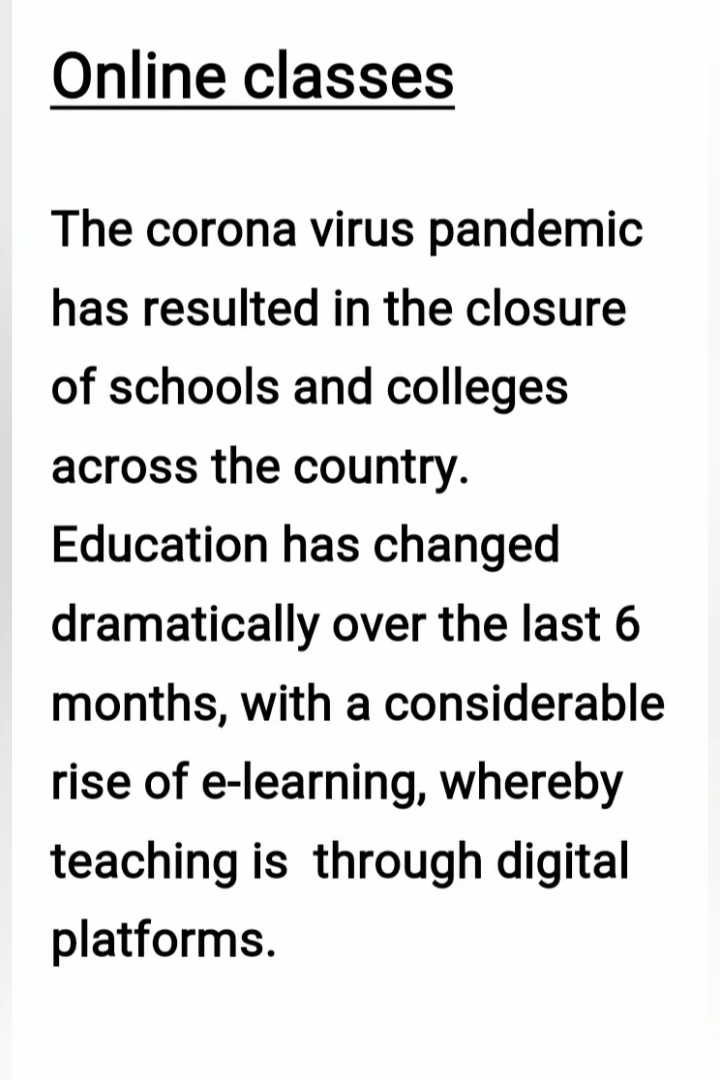 Online classes
The corona virus pandemic
has resulted in the closure
of schools and colleges
across the country.
Education has changed
dramatically over the last 6
months, with a considerable
rise of e-learning, whereby
teaching is  through digital
platforms.